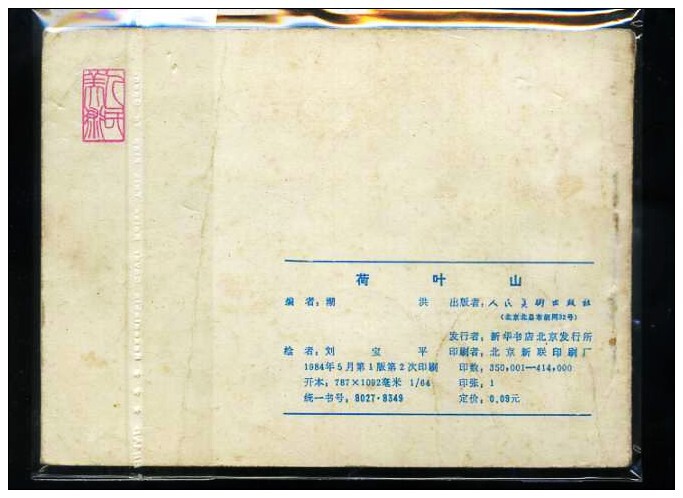 人民
美术
荷 叶 山
编 者：潮 洪 出版者：人民美術出版社
（北京北总布胡同32号）
发行者：新华书店北京发行所
绘 者：刘 宝 平 印刷者：北京新联印刷厂
1984年5月第1版第2次印刷 印数：350,001—414,000
开本：787×1092毫米 1/64 印张：1
统一书号：8027·8349 定价：0.09元